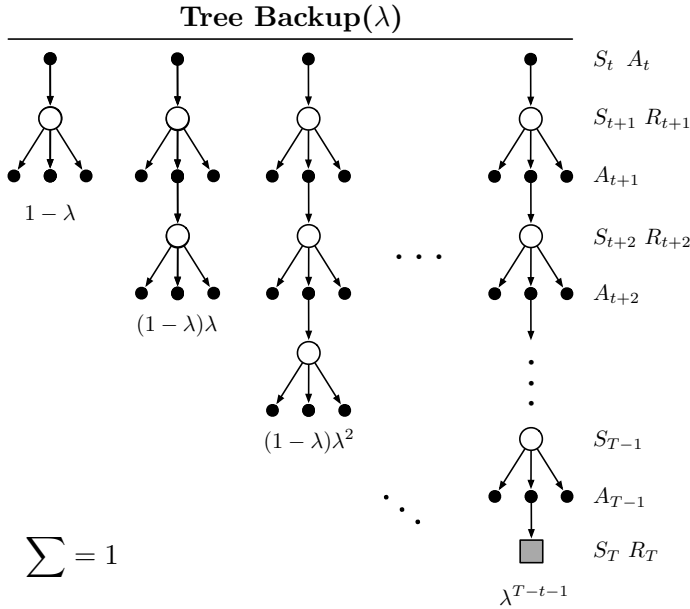 Tree Backup(λ)
S_t A_t
S_{t+1} R_{t+1}
A_{t+1}
1 − λ
S_{t+2} R_{t+2}
. . .
A_{t+2}
(1 − λ)λ
(1 − λ)λ^2
S_{T−1}
A_{T−1}
∑ = 1
S_T R_T
λ^{T−t−1}